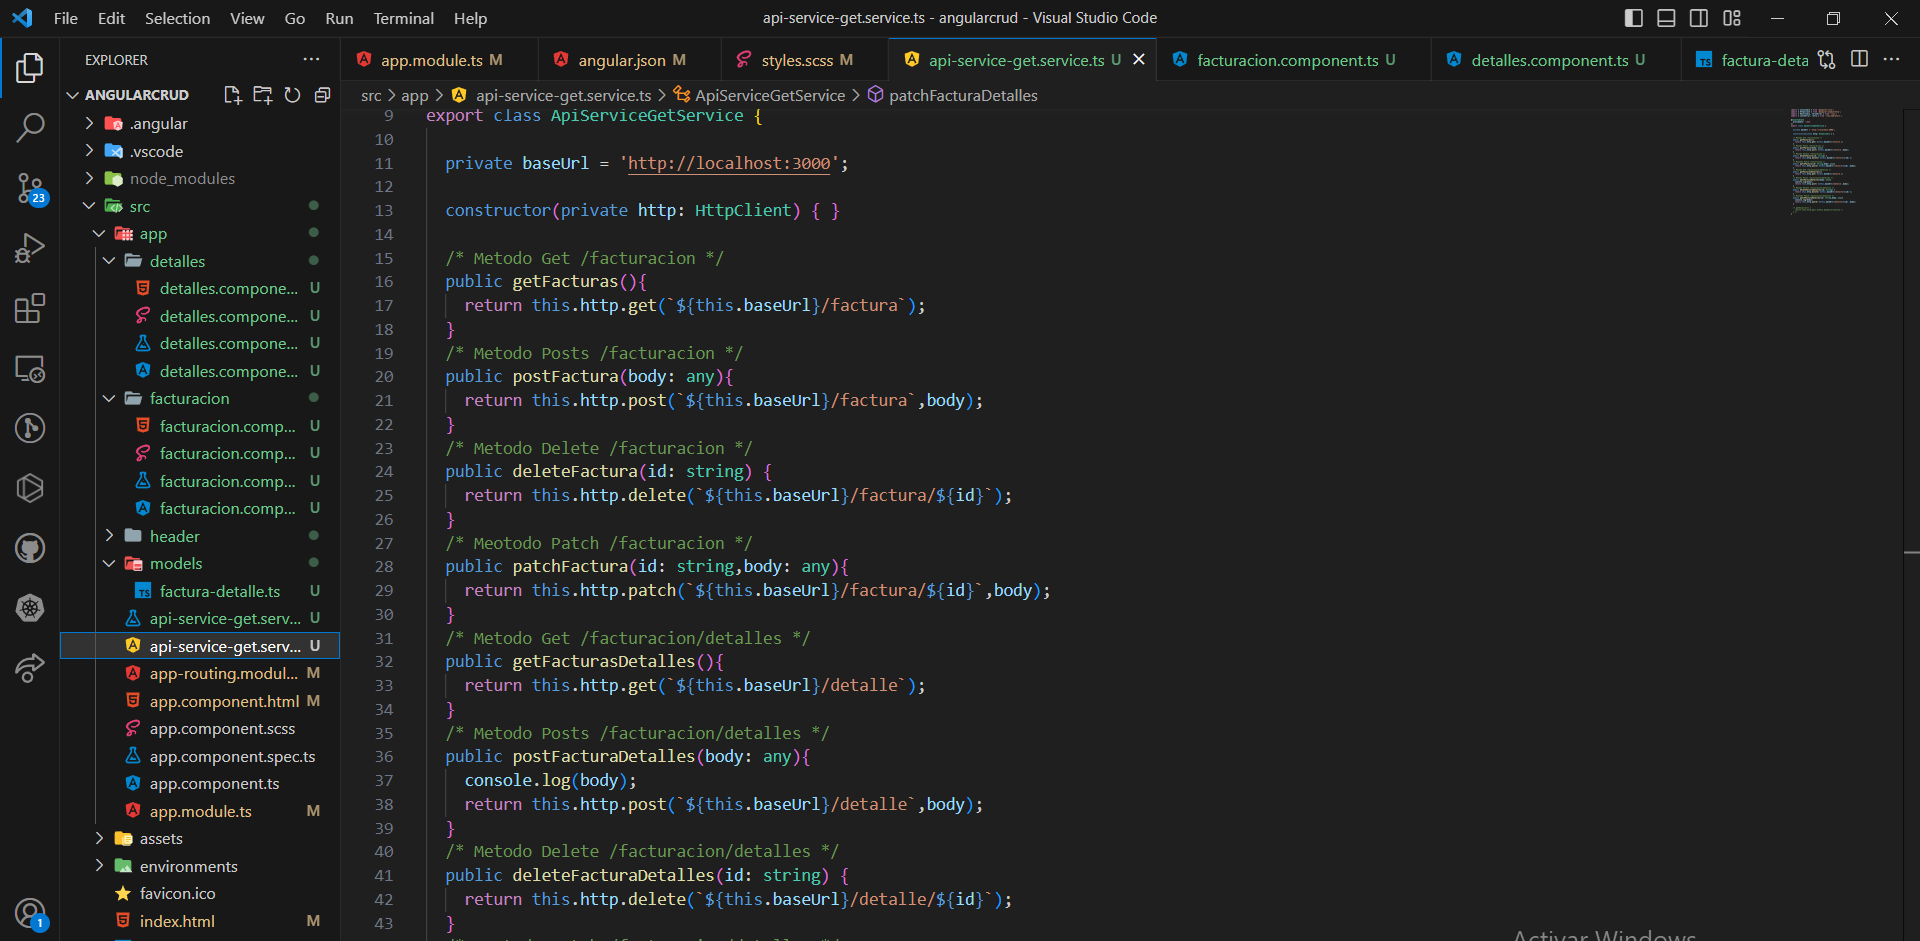 File Edit Selection View Go Run Terminal Help
api-service-get.service.ts - angularcrud - Visual Studio Code
EXPLORER
ANGULARCRUD
.angular
.vscode
node_modules
src
app
detalles
detalles.compone... U
detalles.compone... U
detalles.compone... U
detalles.compone... U
facturacion
facturacion.comp... U
facturacion.comp... U
facturacion.comp... U
facturacion.comp... U
header
models
factura-detalle.ts U
api-service-get.serv... U
api-service-get.serv... U
app-routing.modul... M
app.component.html M
app.component.scss
app.component.spec.ts
app.component.ts
app.module.ts M
assets
environments
favicon.ico
index.html M
23
1
app.module.ts M
angular.json M
styles.scss M
api-service-get.service.ts U
facturacion.component.ts U
detalles.component.ts U
factura-deta
src > app > api-service-get.service.ts > ApiServiceGetService > patchFacturaDetalles
9 export class ApiServiceGetService {
10
11 private baseUrl = 'http://localhost:3000';
12
13 constructor(private http: HttpClient) { }
14
15 /* Metodo Get /facturacion */
16 public getFacturas(){
17 return this.http.get(`${this.baseUrl}/factura`);
18 }
19 /* Metodo Posts /facturacion */
20 public postFactura(body: any){
21 return this.http.post(`${this.baseUrl}/factura`,body);
22 }
23 /* Metodo Delete /facturacion */
24 public deleteFactura(id: string) {
25 return this.http.delete(`${this.baseUrl}/factura/${id}`);
26 }
27 /* Meotodo Patch /facturacion */
28 public patchFactura(id: string,body: any){
29 return this.http.patch(`${this.baseUrl}/factura/${id}`,body);
30 }
31 /* Metodo Get /facturacion/detalles */
32 public getFacturasDetalles(){
33 return this.http.get(`${this.baseUrl}/detalle`);
34 }
35 /* Metodo Posts /facturacion/detalles */
36 public postFacturaDetalles(body: any){
37 console.log(body);
38 return this.http.post(`${this.baseUrl}/detalle`,body);
39 }
40 /* Metodo Delete /facturacion/detalles */
41 public deleteFacturaDetalles(id: string) {
42 return this.http.delete(`${this.baseUrl}/detalle/${id}`);
43 }
Activar Windows